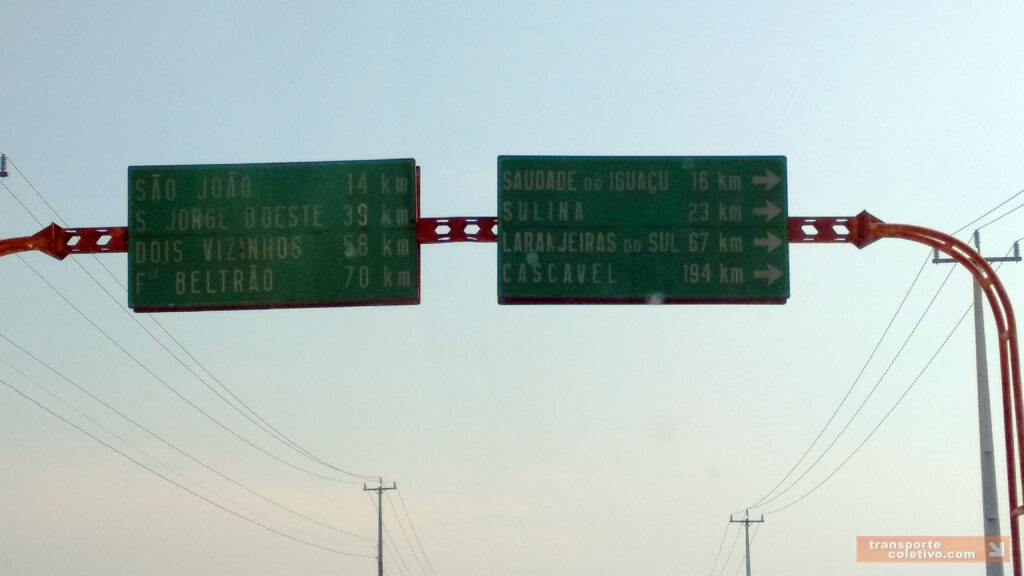 SÃO JOÃO 14 km
S JORGE D'OESTE 39 km
DOIS VIZINHOS 58 km
Fco BELTRÃO 70 km
SAUDADE DO IGUAÇU 16 km →
SULINA 23 km →
LARANJEIRAS DO SUL 67 km →
CASCAVEL 194 km →
transporte
coletivo.com